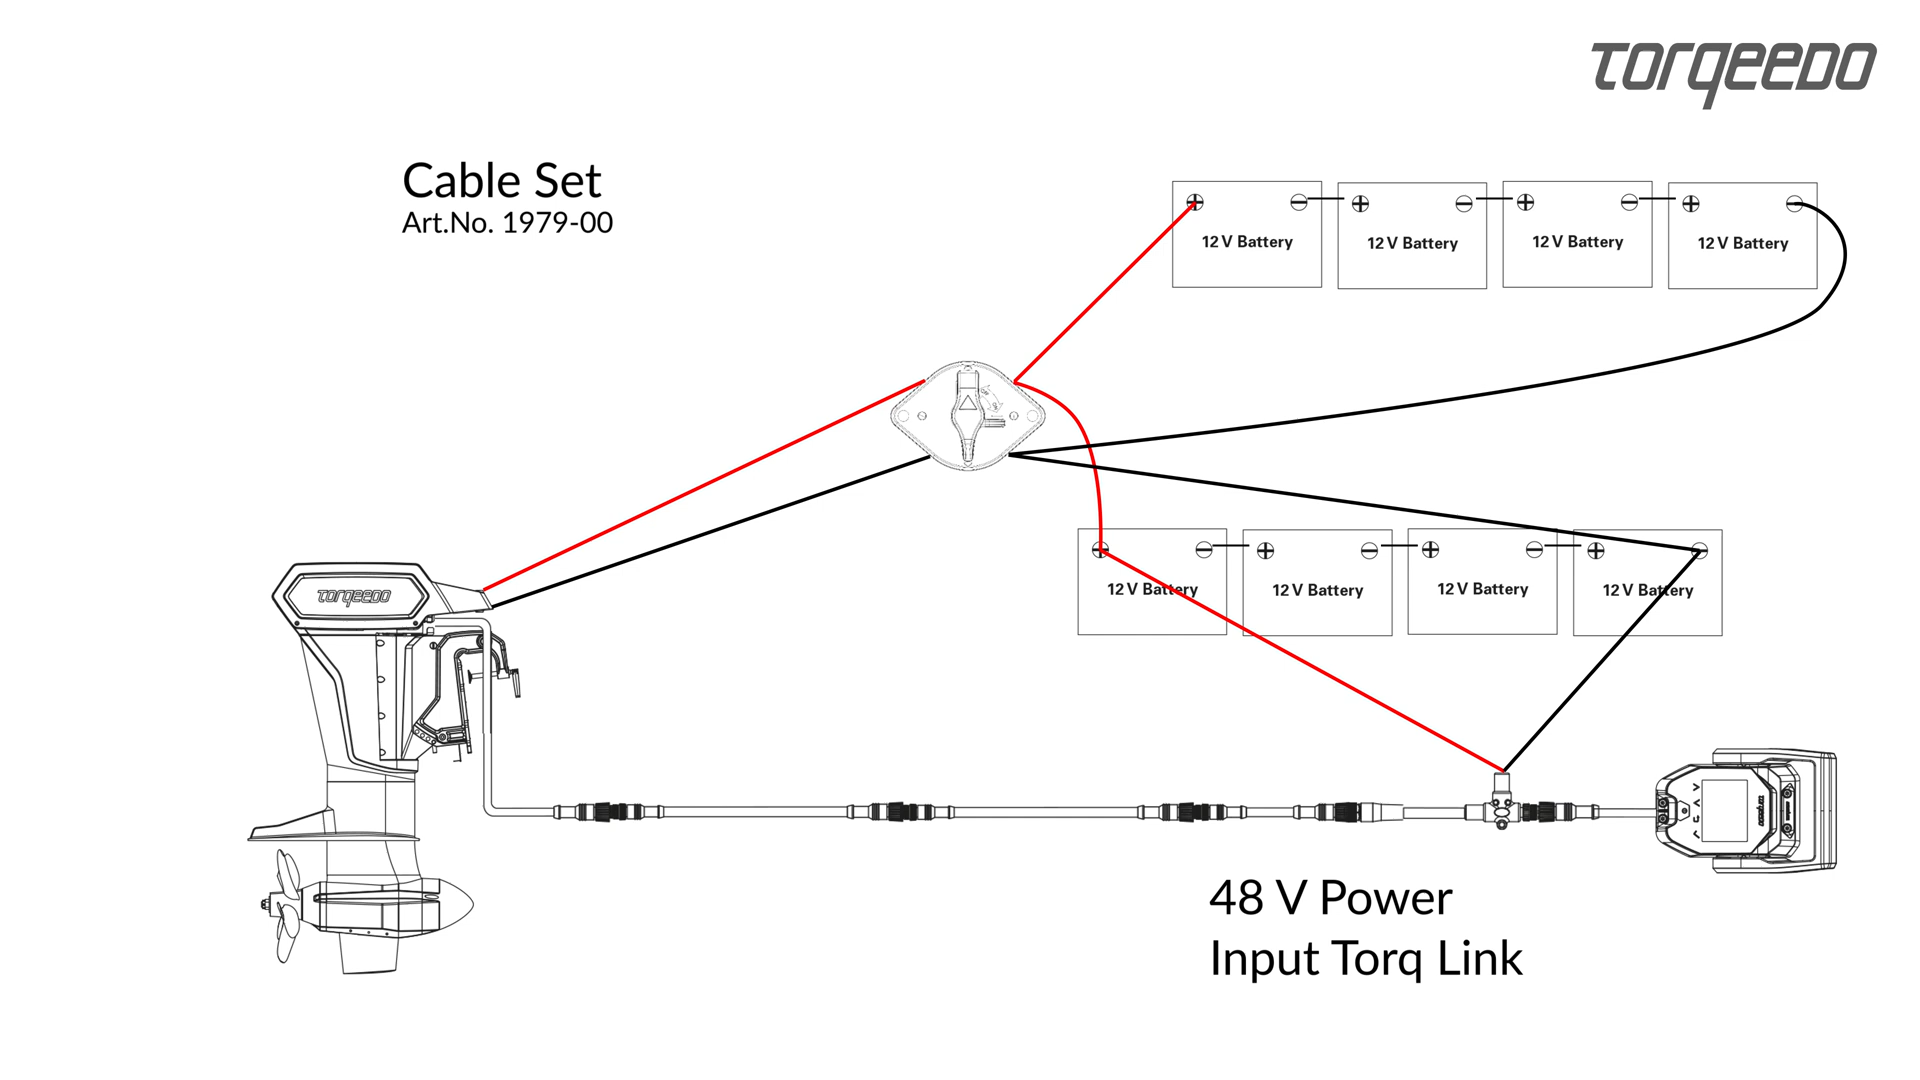 TORQEEDO
Cable Set
Art.No. 1979-00
12 V Battery
12 V Battery
12 V Battery
12 V Battery
12 V Battery
12 V Battery
12 V Battery
12 V Battery
TORQEEDO
48 V Power
Input Torq Link